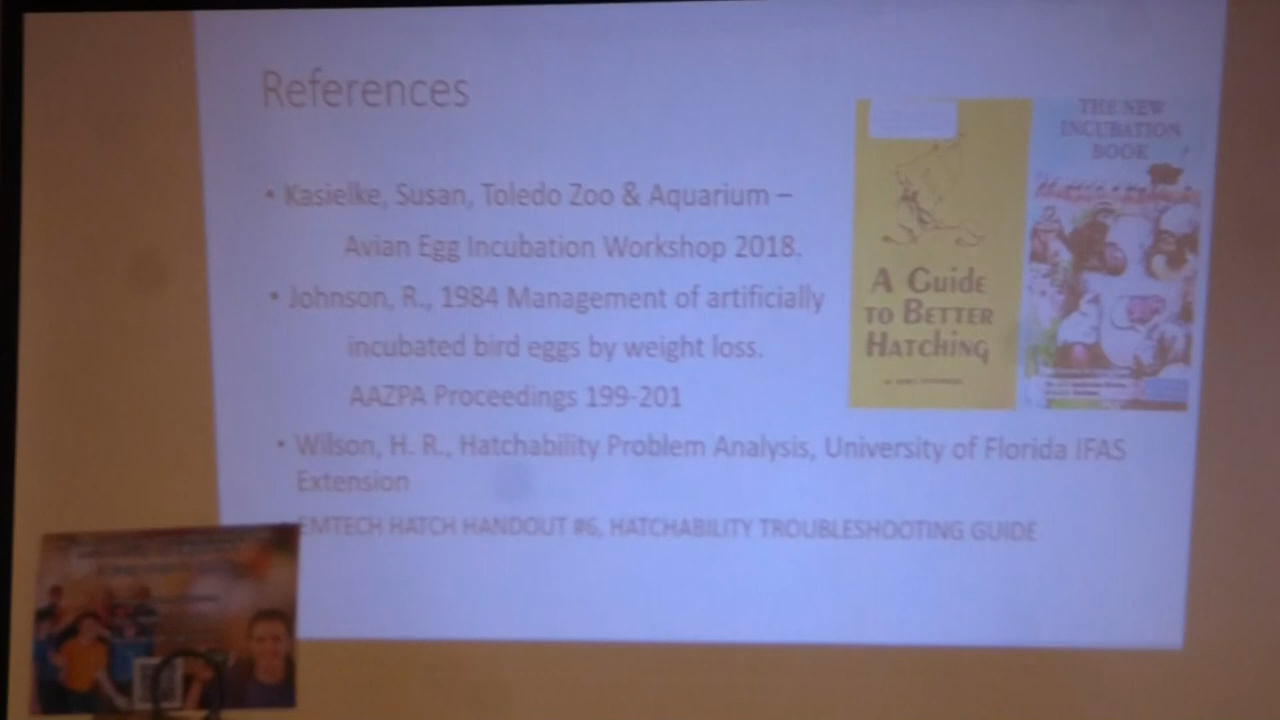 References
• Kasielke, Susan, Toledo Zoo & Aquarium –
Avian Egg Incubation Workshop 2018.
• Johnson, R., 1984 Management of artificially
incubated bird eggs by weight loss.
AAZPA Proceedings 199-201
• Wilson, H. R., Hatchability Problem Analysis, University of Florida IFAS
Extension
EMTECH HATCH HANDOUT #6, HATCHABILITY TROUBLESHOOTING GUIDE
A Guide
TO BETTER
HATCHING
THE NEW
INCUBATION
BOOK